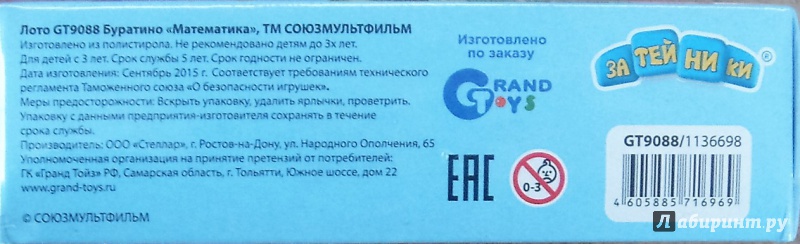 Лото GT9088 Буратино «Математика», ТМ СОЮЗМУЛЬТФИЛЬМ
Изготовлено из полистирола. Не рекомендовано детям до 3х лет.
Для детей с 3 лет. Срок службы 5 лет. Срок годности не ограничен.
Дата изготовления: Сентябрь 2015 г. Соответствует требованиям технического
регламента Таможенного союза «О безопасности игрушек».
Меры предосторожности: Вскрыть упаковку, удалить ярлычки, проветрить.
Упаковку с данными предприятия-изготовителя сохранять в течение
срока службы.
Производитель: ООО «Стеллар», г. Ростов-на-Дону, ул. Народного Ополчения, 65
Уполномоченная организация на принятие претензий от потребителей:
ГК «Гранд Тойз» РФ, Самарская область, г. Тольятти, Южное шоссе, дом 22
www.grand-toys.ru
© СОЮЗМУЛЬТФИЛЬМ
Изготовлено
по заказу
GRAND
TOYS
EAC
0-3
ЗАТЕЙНИКИ®
GT9088/1136698
4 605885 716969
Лабиринт.ру